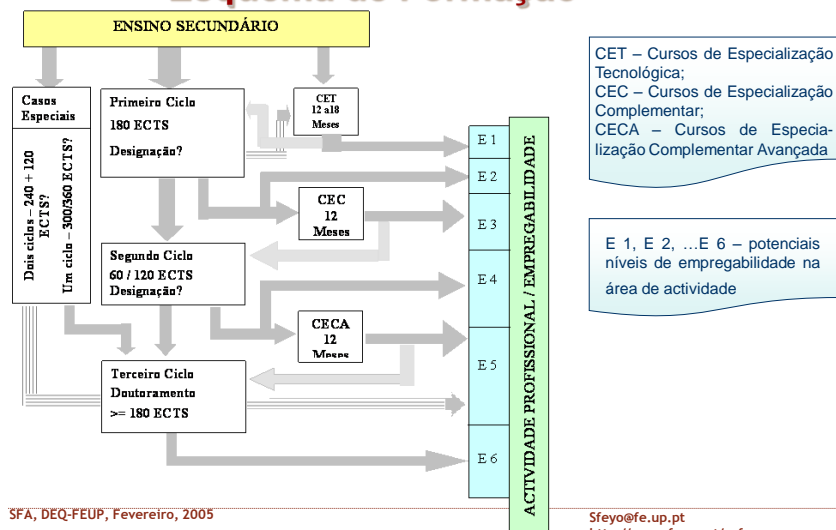 Esquema de Formação
ENSINO SECUNDÁRIO
Casos
Especiais
Dois ciclos – 240 + 120
ECTS?
Um ciclo – 300/360 ECTS?
Primeiro Ciclo
180 ECTS
Designação?
CET
12 a18
Meses
CEC
12
Meses
Segundo Ciclo
60 / 120 ECTS
Designação?
CECA
12
Meses
Terceiro Ciclo
Doutoramento
>= 180 ECTS
E 1
E 2
E 3
E 4
E 5
E 6
ACTIVIDADE PROFISSIONAL / EMPREGABILIDADE
CET – Cursos de Especialização
Tecnológica;
CEC – Cursos de Especialização
Complementar;
CECA – Cursos de Especia-
lização Complementar Avançada
E 1, E 2, ...E 6 – potenciais
níveis de empregabilidade na
área de actividade
SFA, DEQ-FEUP, Fevereiro, 2005
Sfeyo@fe.up.pt